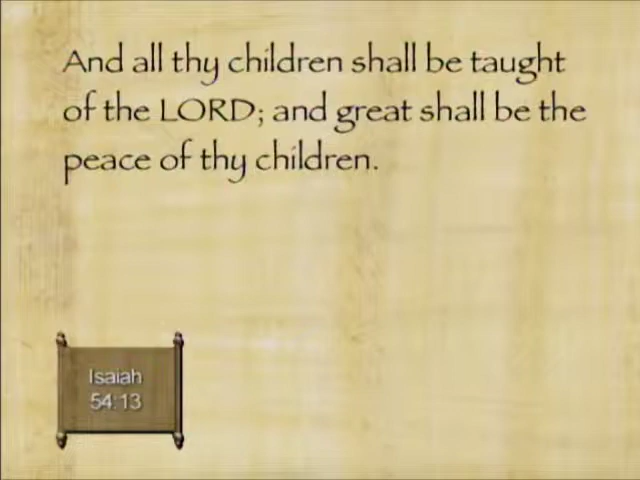 And all thy children shall be taught
of the LORD; and great shall be the
peace of thy children.
Isaiah
54:13